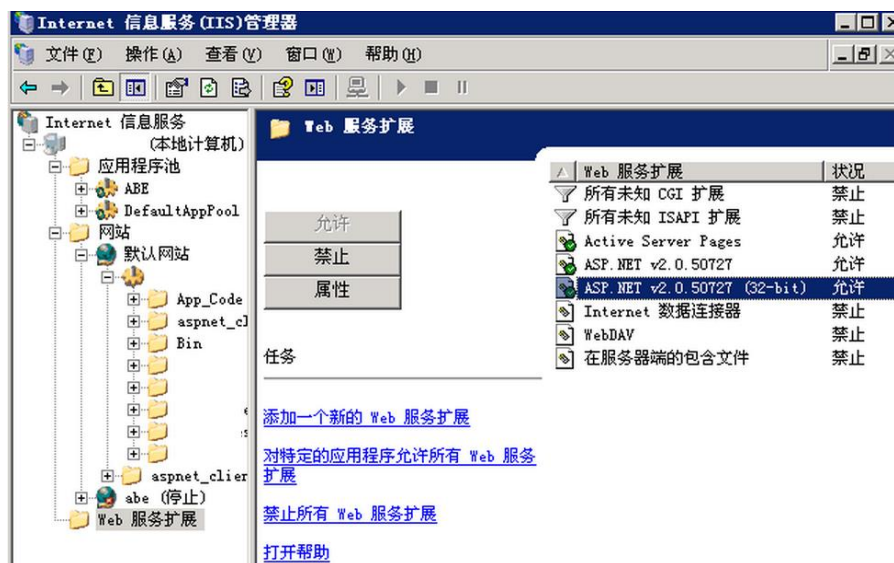 Internet 信息服务(IIS)管理器
文件(F) 操作(A) 查看(V) 窗口(W) 帮助(H)
Internet 信息服务
(本地计算机)
应用程序池
ABE
DefaultAppPool
网站
默认网站
App_Code
aspnet_cl
Bin
aspnet_clier
abe (停止)
Web 服务扩展
Web 服务扩展
允许
禁止
属性
任务
添加一个新的 Web 服务扩展
对特定的应用程序允许所有 Web 服务
扩展
禁止所有 Web 服务扩展
打开帮助
Web 服务扩展 状况
所有未知 CGI 扩展 禁止
所有未知 ISAPI 扩展 禁止
Active Server Pages 允许
ASP.NET v2.0.50727 允许
ASP.NET v2.0.50727 (32-bit) 允许
Internet 数据连接器 禁止
WebDAV 禁止
在服务器端的包含文件 禁止